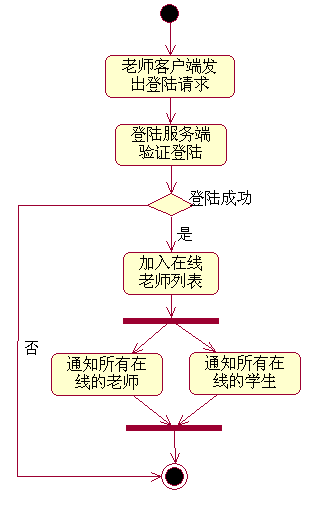 老师客户端发
出登陆请求
登陆服务端
验证登陆
登陆成功
是
加入在线
老师列表
否
通知所有在
线的老师
通知所有在
线的学生